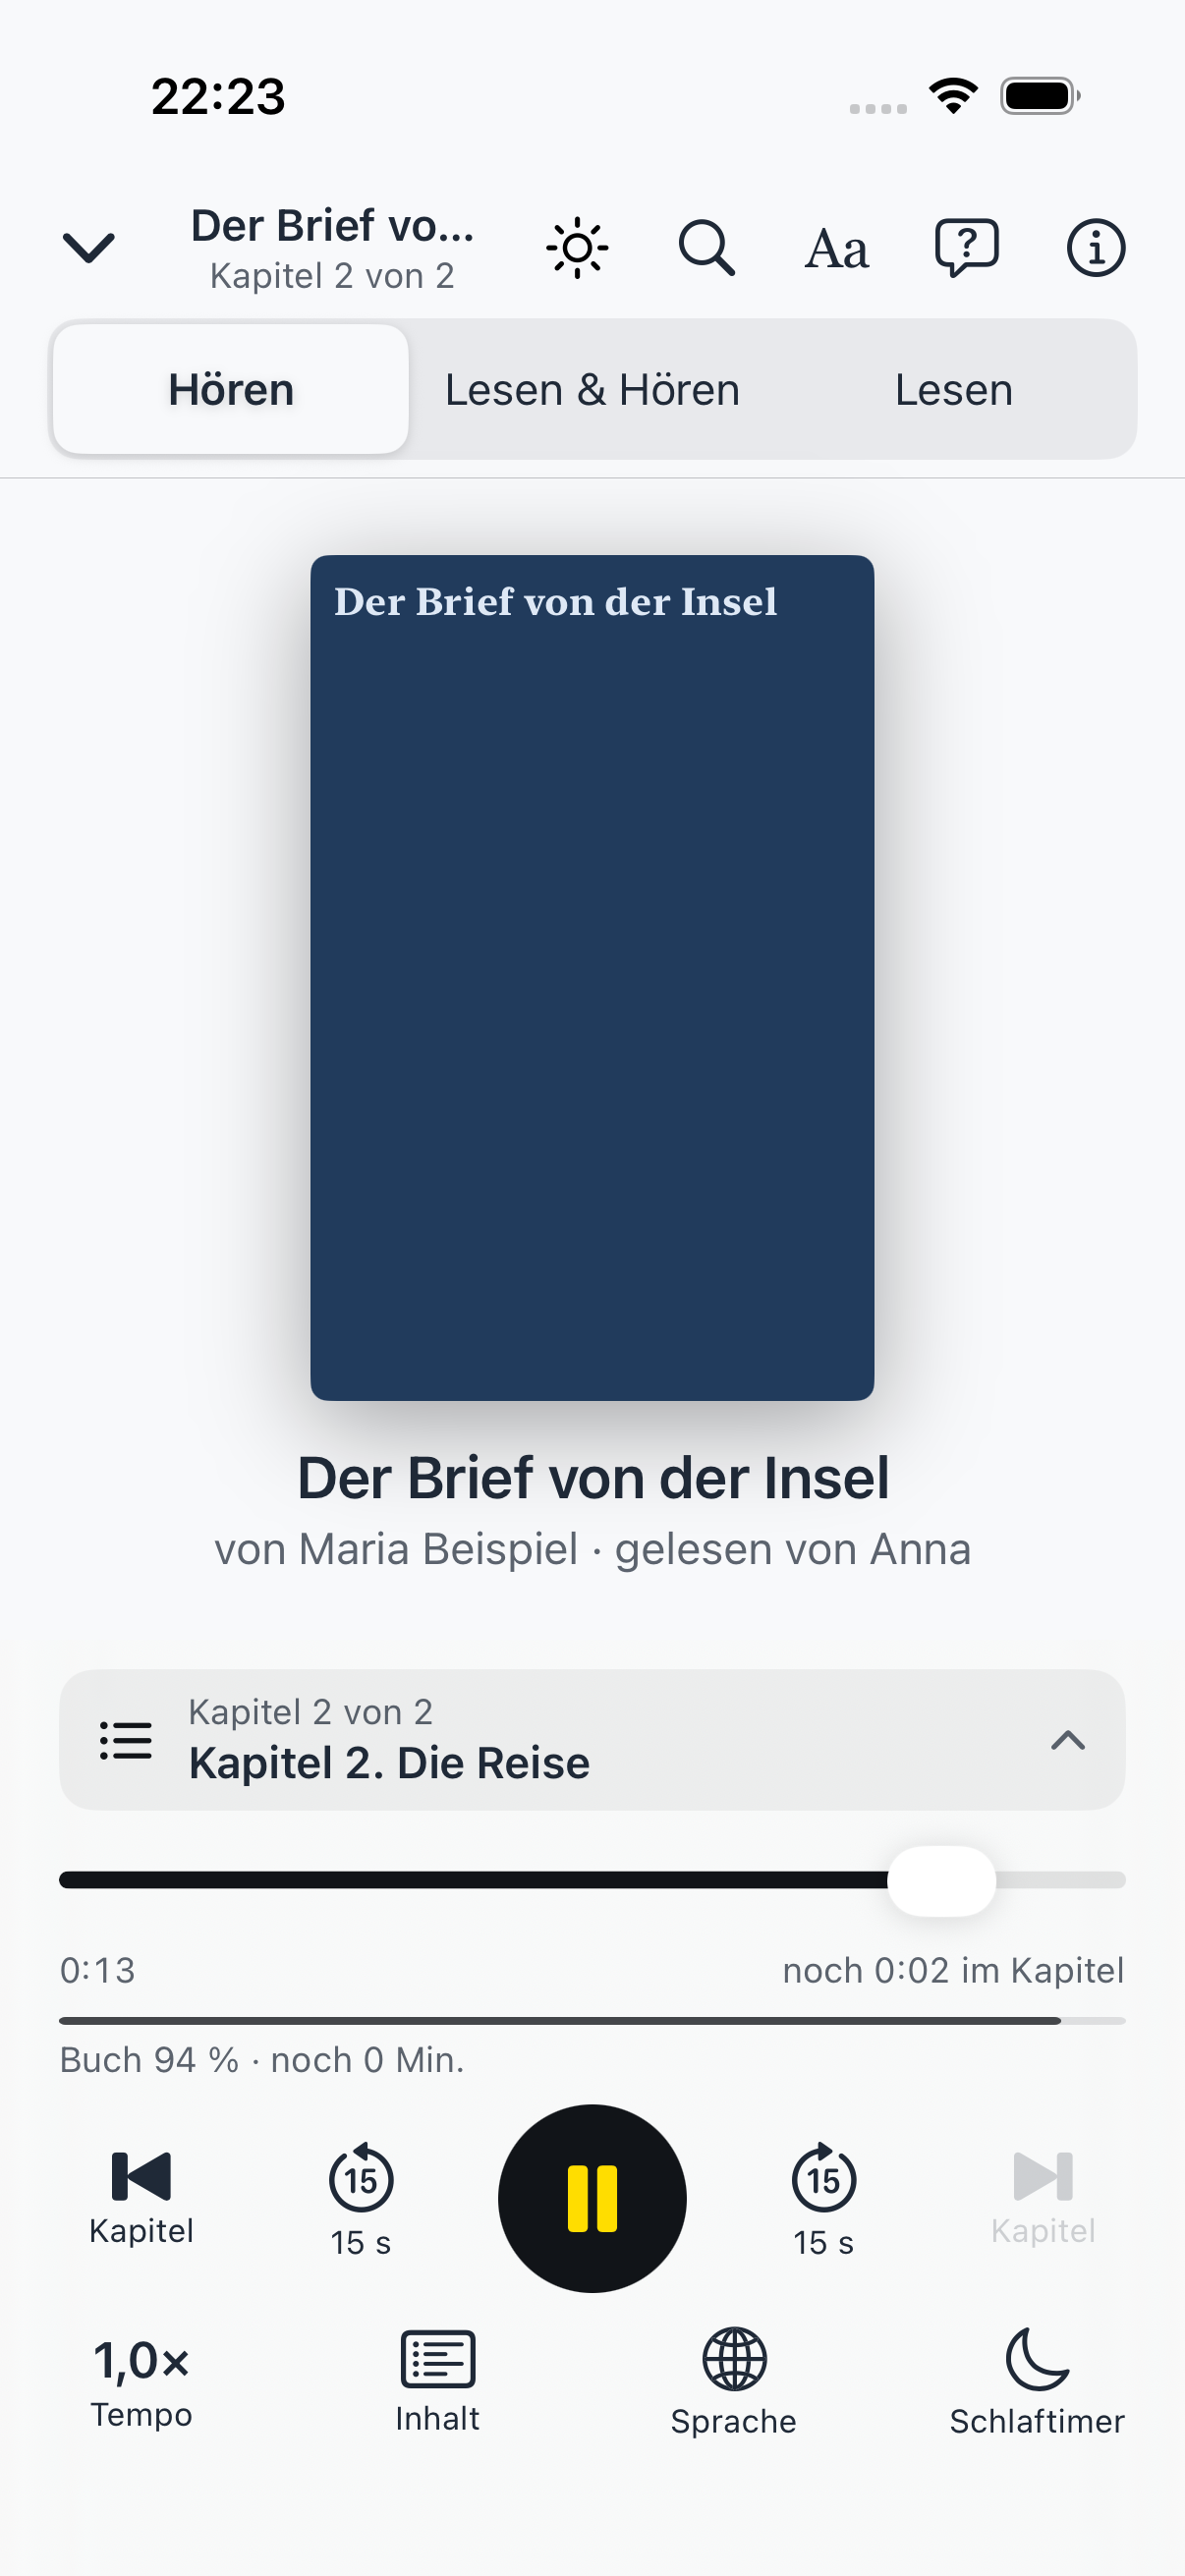 22:23
Der Brief vo...
Kapitel 2 von 2
Aa
?
i
Hören
Lesen & Hören
Lesen
Der Brief von der Insel
Der Brief von der Insel
von Maria Beispiel · gelesen von Anna
Kapitel 2 von 2
Kapitel 2. Die Reise
0:13
noch 0:02 im Kapitel
Buch 94 % · noch 0 Min.
Kapitel
15
15 s
15
15 s
Kapitel
1,0×
Tempo
Inhalt
Sprache
Schlaftimer